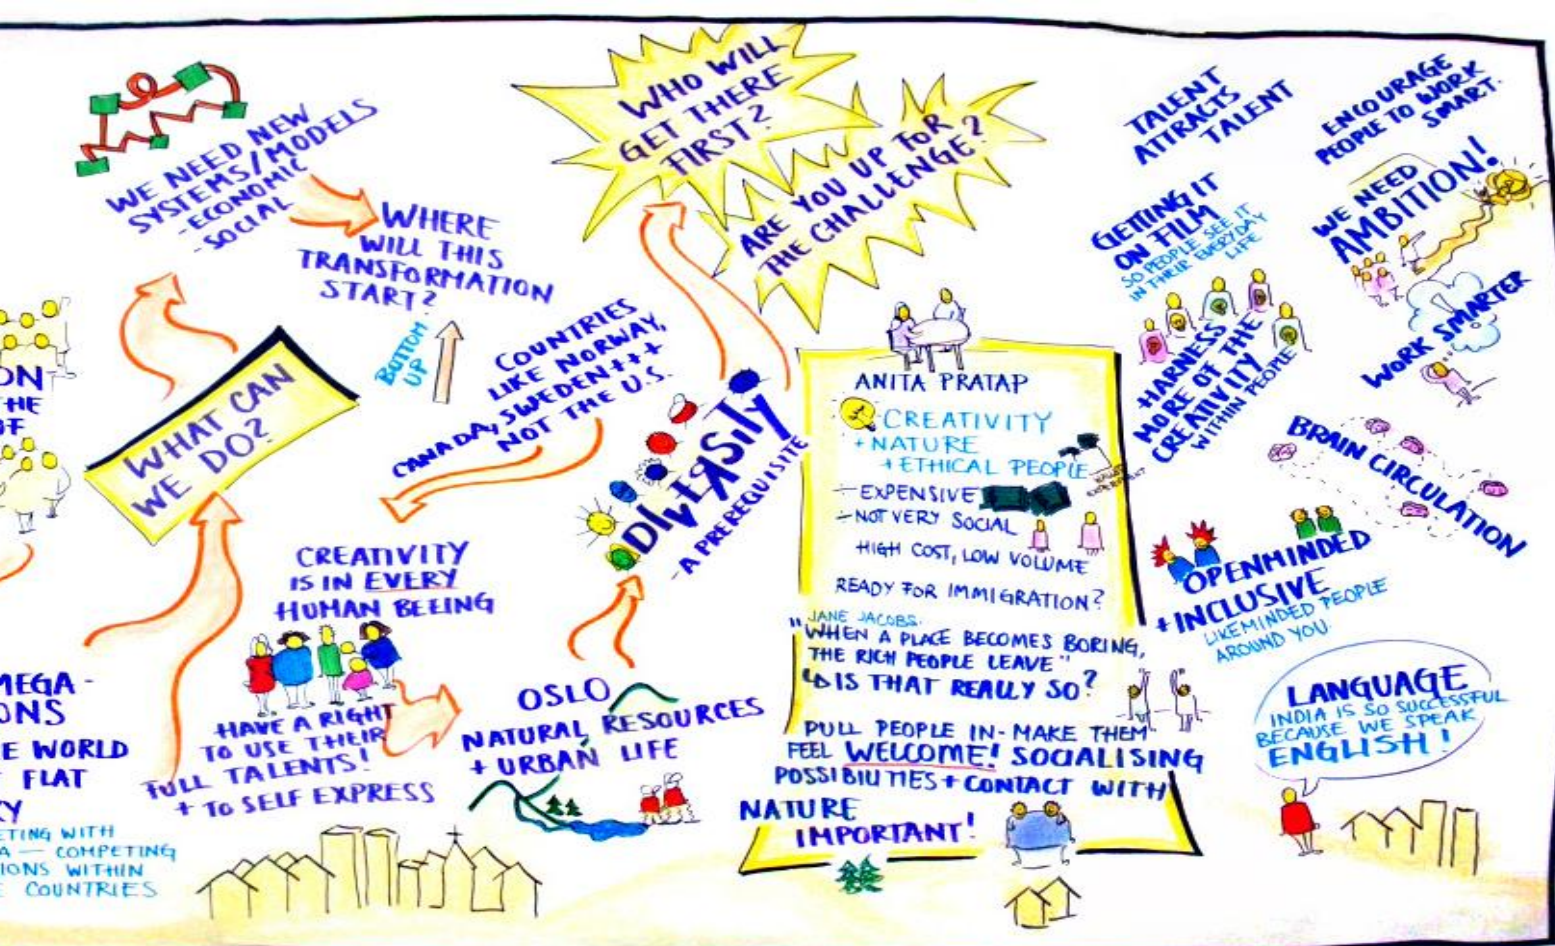 WE NEED NEW
SYSTEMS/MODELS
-ECONOMIC
-SOCIAL
WHERE
WILL THIS
TRANSFORMATION
START?
BOTTOM
UP
WHAT CAN
WE DO?
COUNTRIES
LIKE NORWAY,
CANADA, SWEDEN+++
NOT THE U.S.
CREATIVITY
IS IN EVERY
HUMAN BEEING
HAVE A RIGHT
TO USE THEIR
FULL TALENTS!
+ TO SELF EXPRESS
ON
HE
OF
MEGA-
ONS
E WORLD
FLAT
CY
ETING WITH
A — COMPETING
IONS WITHIN
E COUNTRIES
OSLO
NATURAL RESOURCES
+ URBAN LIFE
DIVERSITY
- A PREREQUISITE
WHO WILL
GET THERE
FIRST?
ARE YOU UP FOR
THE CHALLENGE?
ANITA PRATAP
CREATIVITY
+ NATURE
+ ETHICAL PEOPLE
- EXPENSIVE
- NOT VERY SOCIAL
HIGH COST, LOW VOLUME
READY FOR IMMIGRATION?
JANE JACOBS:
"WHEN A PLACE BECOMES BORING,
THE RICH PEOPLE LEAVE"
IS THAT REALLY SO?
PULL PEOPLE IN - MAKE THEM
FEEL WELCOME! SOCIALISING
POSSIBILITIES + CONTACT WITH
NATURE
IMPORTANT!
TALENT
ATTRACTS
TALENT
ENCOURAGE
PEOPLE TO WORK
SMART.
GETTING IT
ON FILM
SO PEOPLE SEE IT
IN THEIR EVERYDAY
LIFE
WE NEED
AMBITION!
HARNESS
MORE OF THE
CREATIVITY
WITHIN PEOPLE
WORK SMARTER
BRAIN CIRCULATION
OPENMINDED
+ INCLUSIVE
LIKEMINDED PEOPLE
AROUND YOU
LANGUAGE
INDIA IS SO SUCCESSFUL
BECAUSE WE SPEAK
ENGLISH!